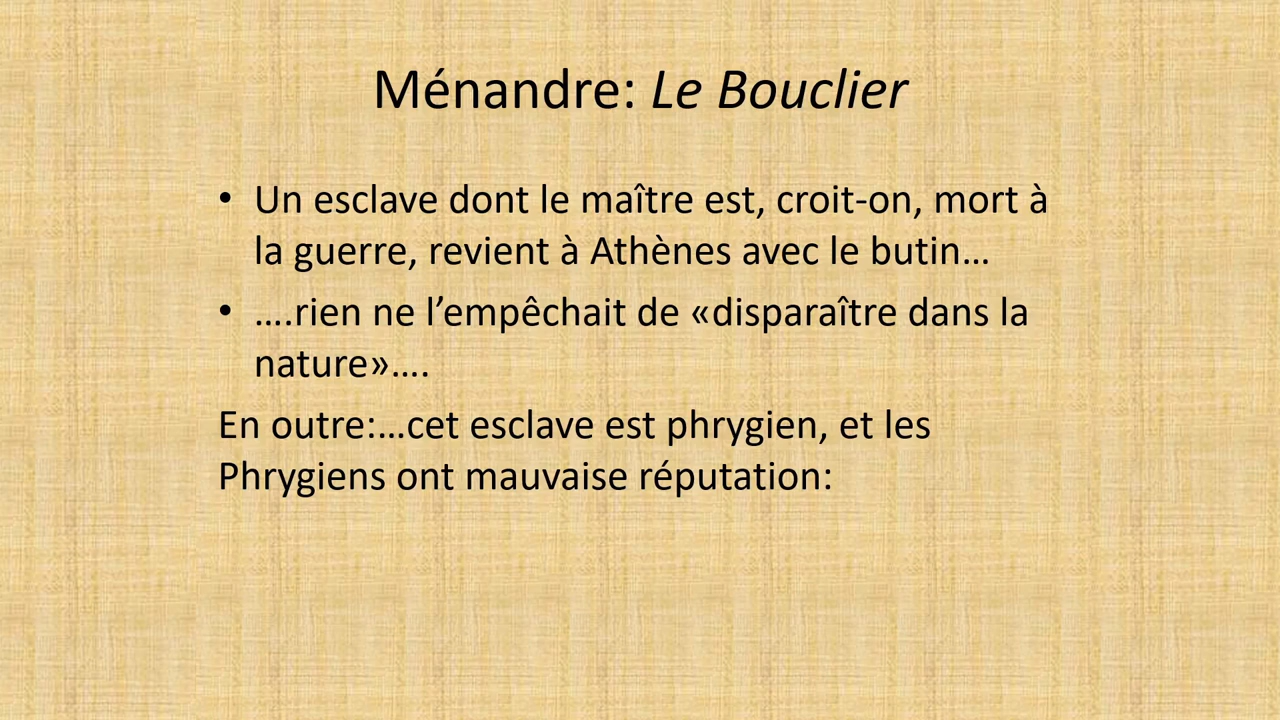 Ménandre: Le Bouclier
• Un esclave dont le maître est, croit-on, mort à
la guerre, revient à Athènes avec le butin…
• ….rien ne l’empêchait de «disparaître dans la
nature»….
En outre:…cet esclave est phrygien, et les
Phrygiens ont mauvaise réputation: